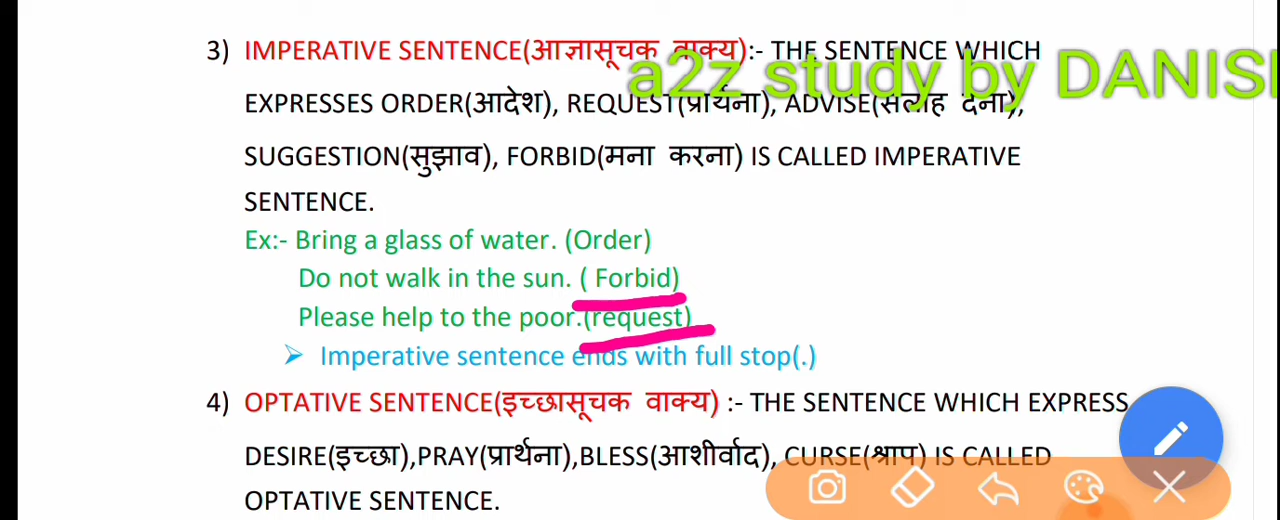 3) IMPERATIVE SENTENCE(आज्ञासूचक वाक्य):- THE SENTENCE WHICH
a2z study by DANISH
EXPRESSES ORDER(आदेश), REQUEST(प्रार्थना), ADVISE(सलाह देना),
SUGGESTION(सुझाव), FORBID(मना करना) IS CALLED IMPERATIVE
SENTENCE.
Ex:- Bring a glass of water. (Order)
Do not walk in the sun. ( Forbid)
Please help to the poor.(request)
➤ Imperative sentence ends with full stop(.)
4) OPTATIVE SENTENCE(इच्छासूचक वाक्य) :- THE SENTENCE WHICH EXPRESS
DESIRE(इच्छा),PRAY(प्रार्थना),BLESS(आशीर्वाद), CURSE(श्राप) IS CALLED
OPTATIVE SENTENCE.